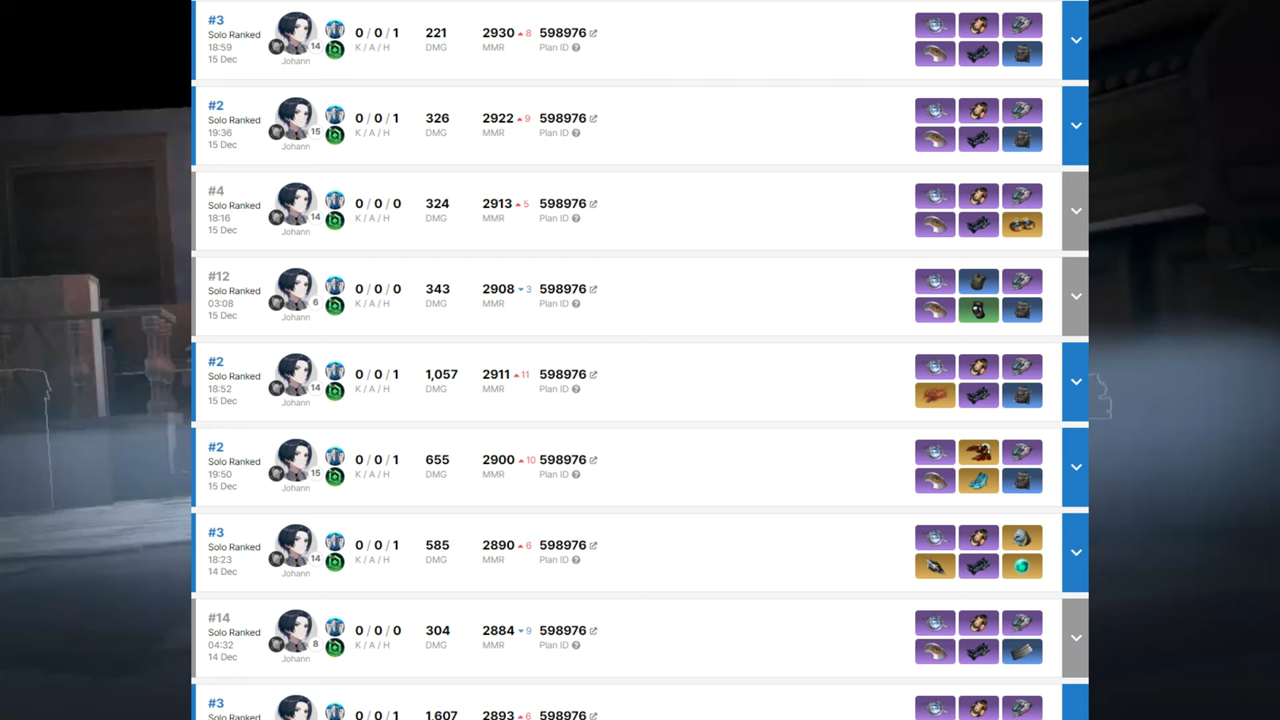 #3
Solo Ranked
18:59
15 Dec
14
Johann
0 / 0 / 1
K / A / H
221
DMG
2930 ▲ 8
MMR
598976
Plan ID ?
#2
Solo Ranked
19:36
15 Dec
15
Johann
0 / 0 / 1
K / A / H
326
DMG
2922 ▲ 9
MMR
598976
Plan ID ?
#4
Solo Ranked
18:16
15 Dec
14
Johann
0 / 0 / 0
K / A / H
324
DMG
2913 ▲ 5
MMR
598976
Plan ID ?
#12
Solo Ranked
03:08
15 Dec
6
Johann
0 / 0 / 0
K / A / H
343
DMG
2908 ▼ 3
MMR
598976
Plan ID ?
#2
Solo Ranked
18:52
15 Dec
14
Johann
0 / 0 / 1
K / A / H
1,057
DMG
2911 ▲ 11
MMR
598976
Plan ID ?
#2
Solo Ranked
19:50
15 Dec
15
Johann
0 / 0 / 1
K / A / H
655
DMG
2900 ▲ 10
MMR
598976
Plan ID ?
#3
Solo Ranked
18:23
14 Dec
14
Johann
0 / 0 / 1
K / A / H
585
DMG
2890 ▲ 6
MMR
598976
Plan ID ?
#14
Solo Ranked
04:32
14 Dec
8
Johann
0 / 0 / 0
K / A / H
304
DMG
2884 ▼ 9
MMR
598976
Plan ID ?
#3
Solo Ranked
0 / 0 / 1
1,607
2893 ▲ 6
598976